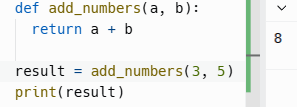 def add_numbers(a, b):
  return a + b

result = add_numbers(3, 5)
print(result)
8